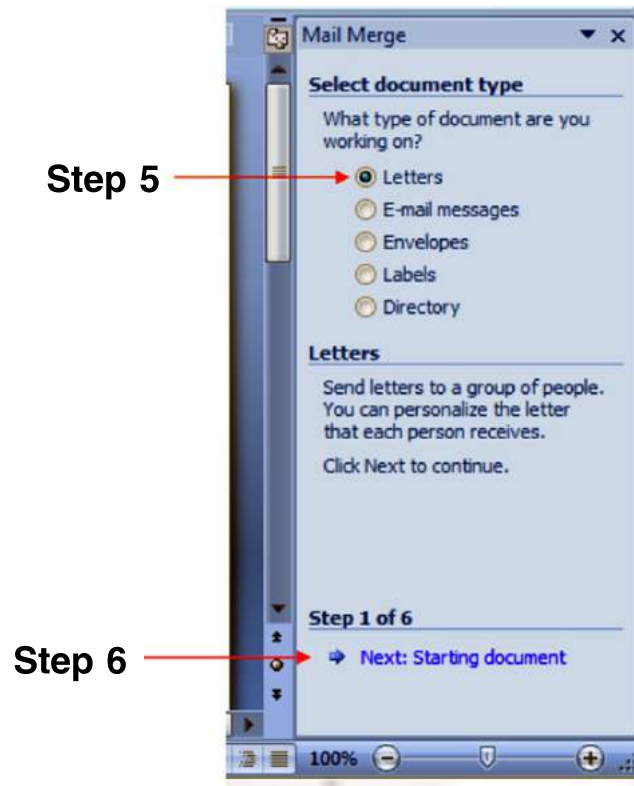 Mail Merge
Select document type
What type of document are you
working on?
Step 5
Letters
E-mail messages
Envelopes
Labels
Directory
Letters
Send letters to a group of people.
You can personalize the letter
that each person receives.
Click Next to continue.
Step 1 of 6
Step 6
Next: Starting document
100%